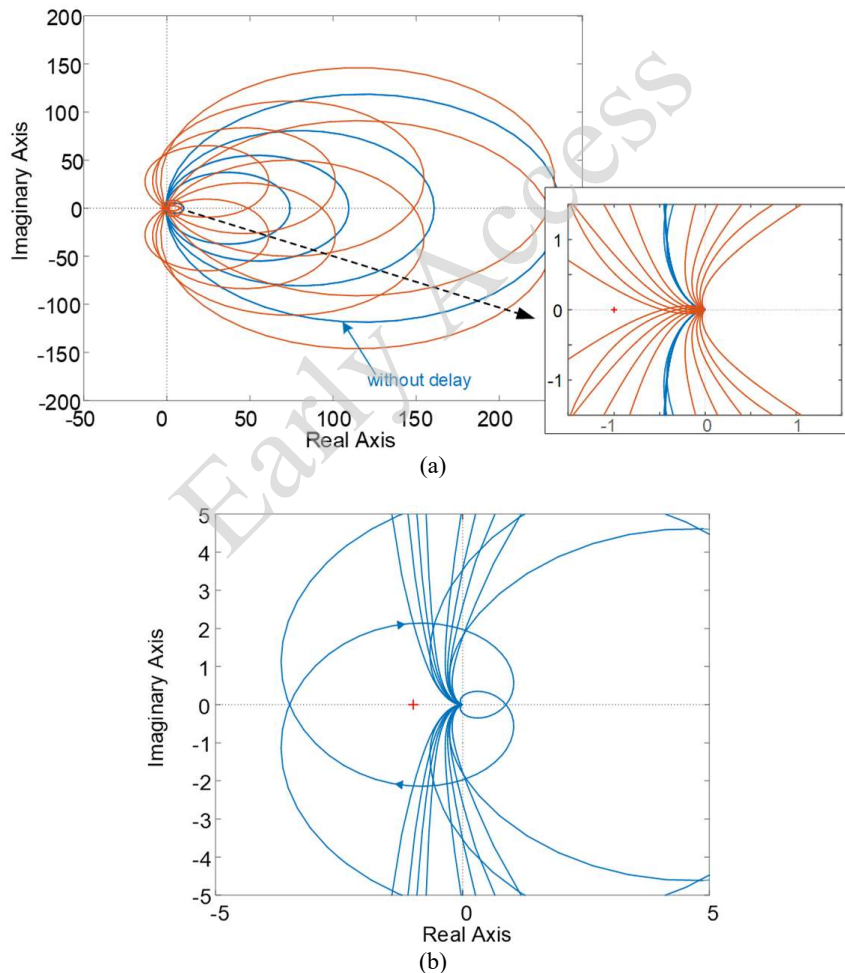 200
150
100
50
0
-50
-100
-150
-200
-50 0 50 100 150 200
Imaginary Axis
Real Axis
without delay
1
0
-1
-1 0 1
Early Access
(a)
5
4
3
2
1
0
-1
-2
-3
-4
-5
-5 0 5
Imaginary Axis
Real Axis
(b)